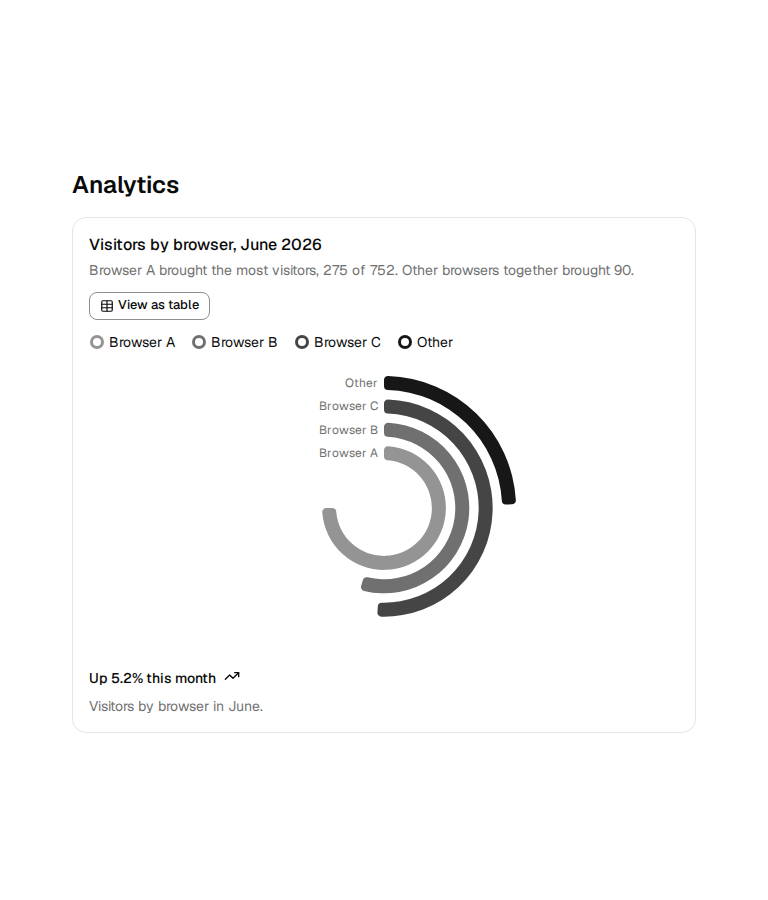 Analytics
Visitors by browser, June 2026
Browser A brought the most visitors, 275 of 752. Other browsers together brought 90.
View as table
Browser A Browser B Browser C Other
Other
Browser C
Browser B
Browser A
Up 5.2% this month
Visitors by browser in June.